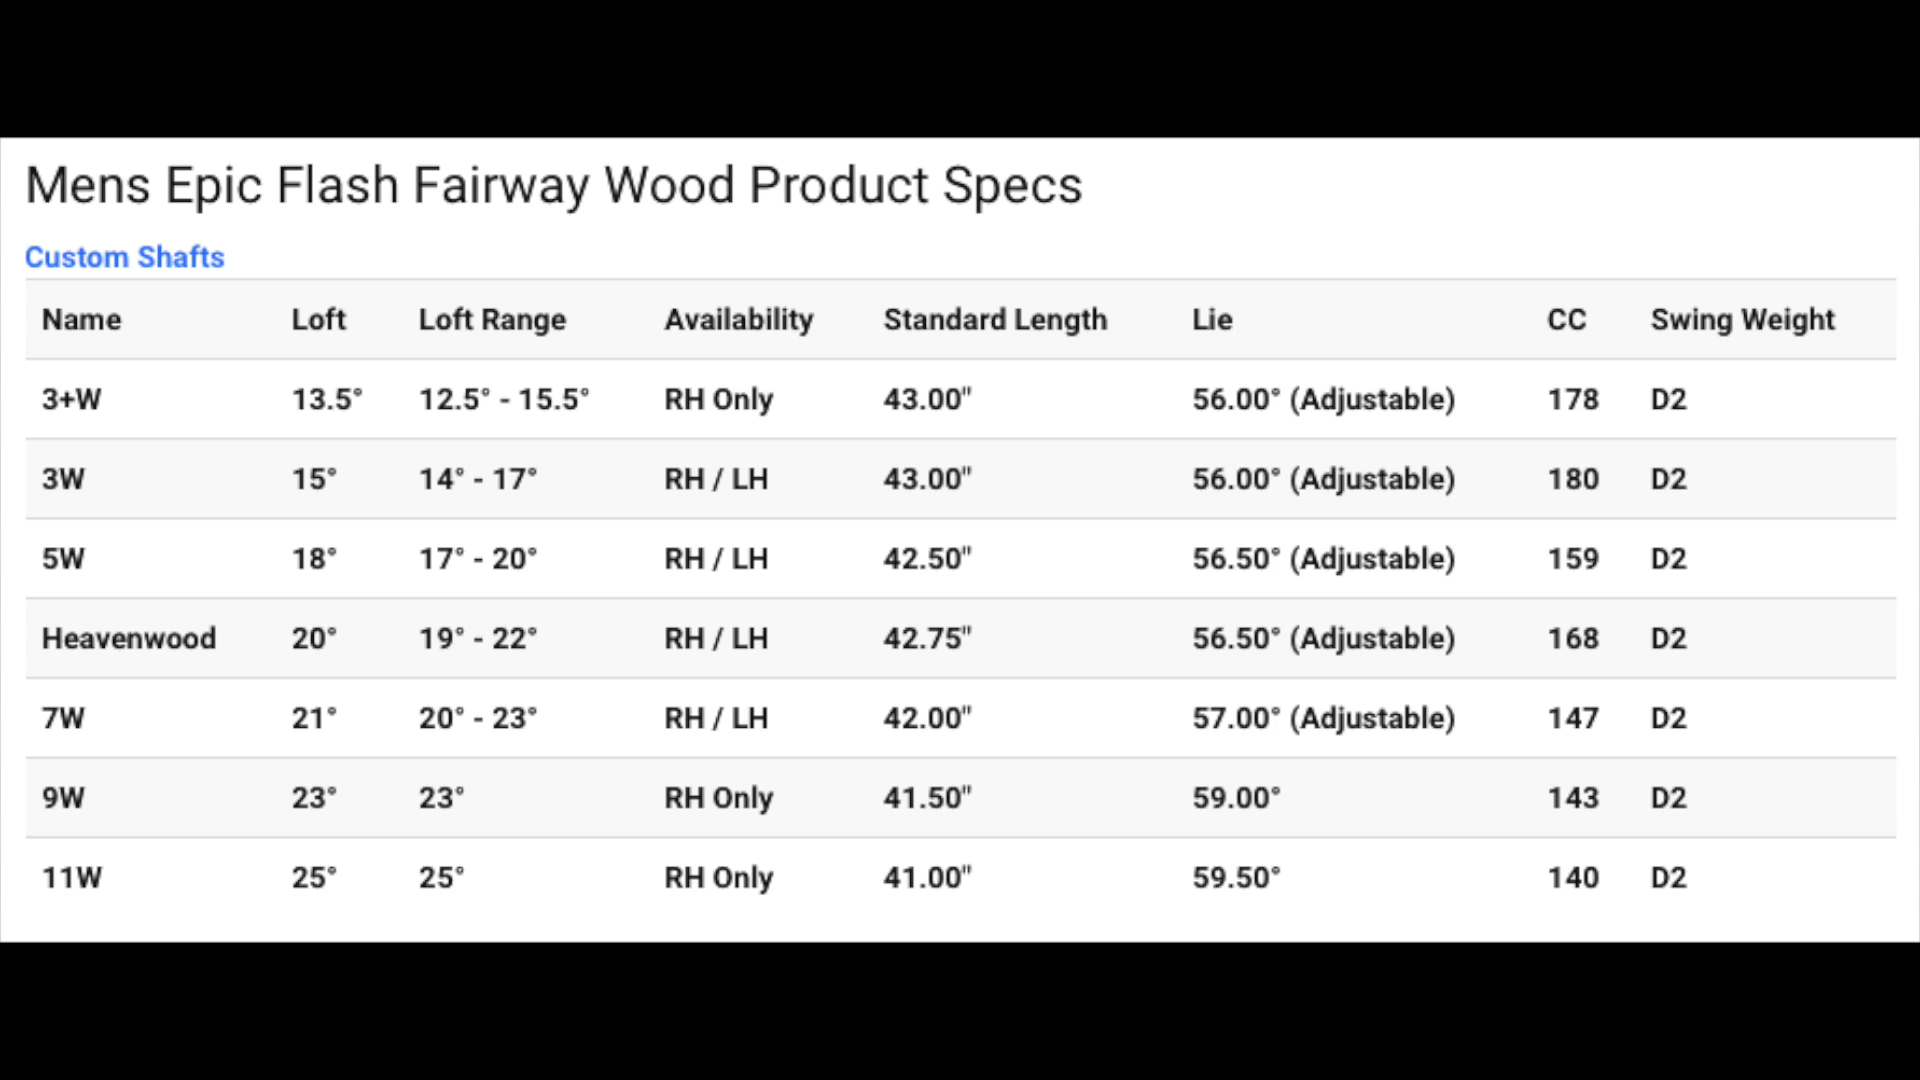 Mens Epic Flash Fairway Wood Product Specs
Custom Shafts
Name Loft Loft Range Availability Standard Length Lie CC Swing Weight
3+W 13.5° 12.5° - 15.5° RH Only 43.00" 56.00° (Adjustable) 178 D2
3W 15° 14° - 17° RH / LH 43.00" 56.00° (Adjustable) 180 D2
5W 18° 17° - 20° RH / LH 42.50" 56.50° (Adjustable) 159 D2
Heavenwood 20° 19° - 22° RH / LH 42.75" 56.50° (Adjustable) 168 D2
7W 21° 20° - 23° RH / LH 42.00" 57.00° (Adjustable) 147 D2
9W 23° 23° RH Only 41.50" 59.00° 143 D2
11W 25° 25° RH Only 41.00" 59.50° 140 D2